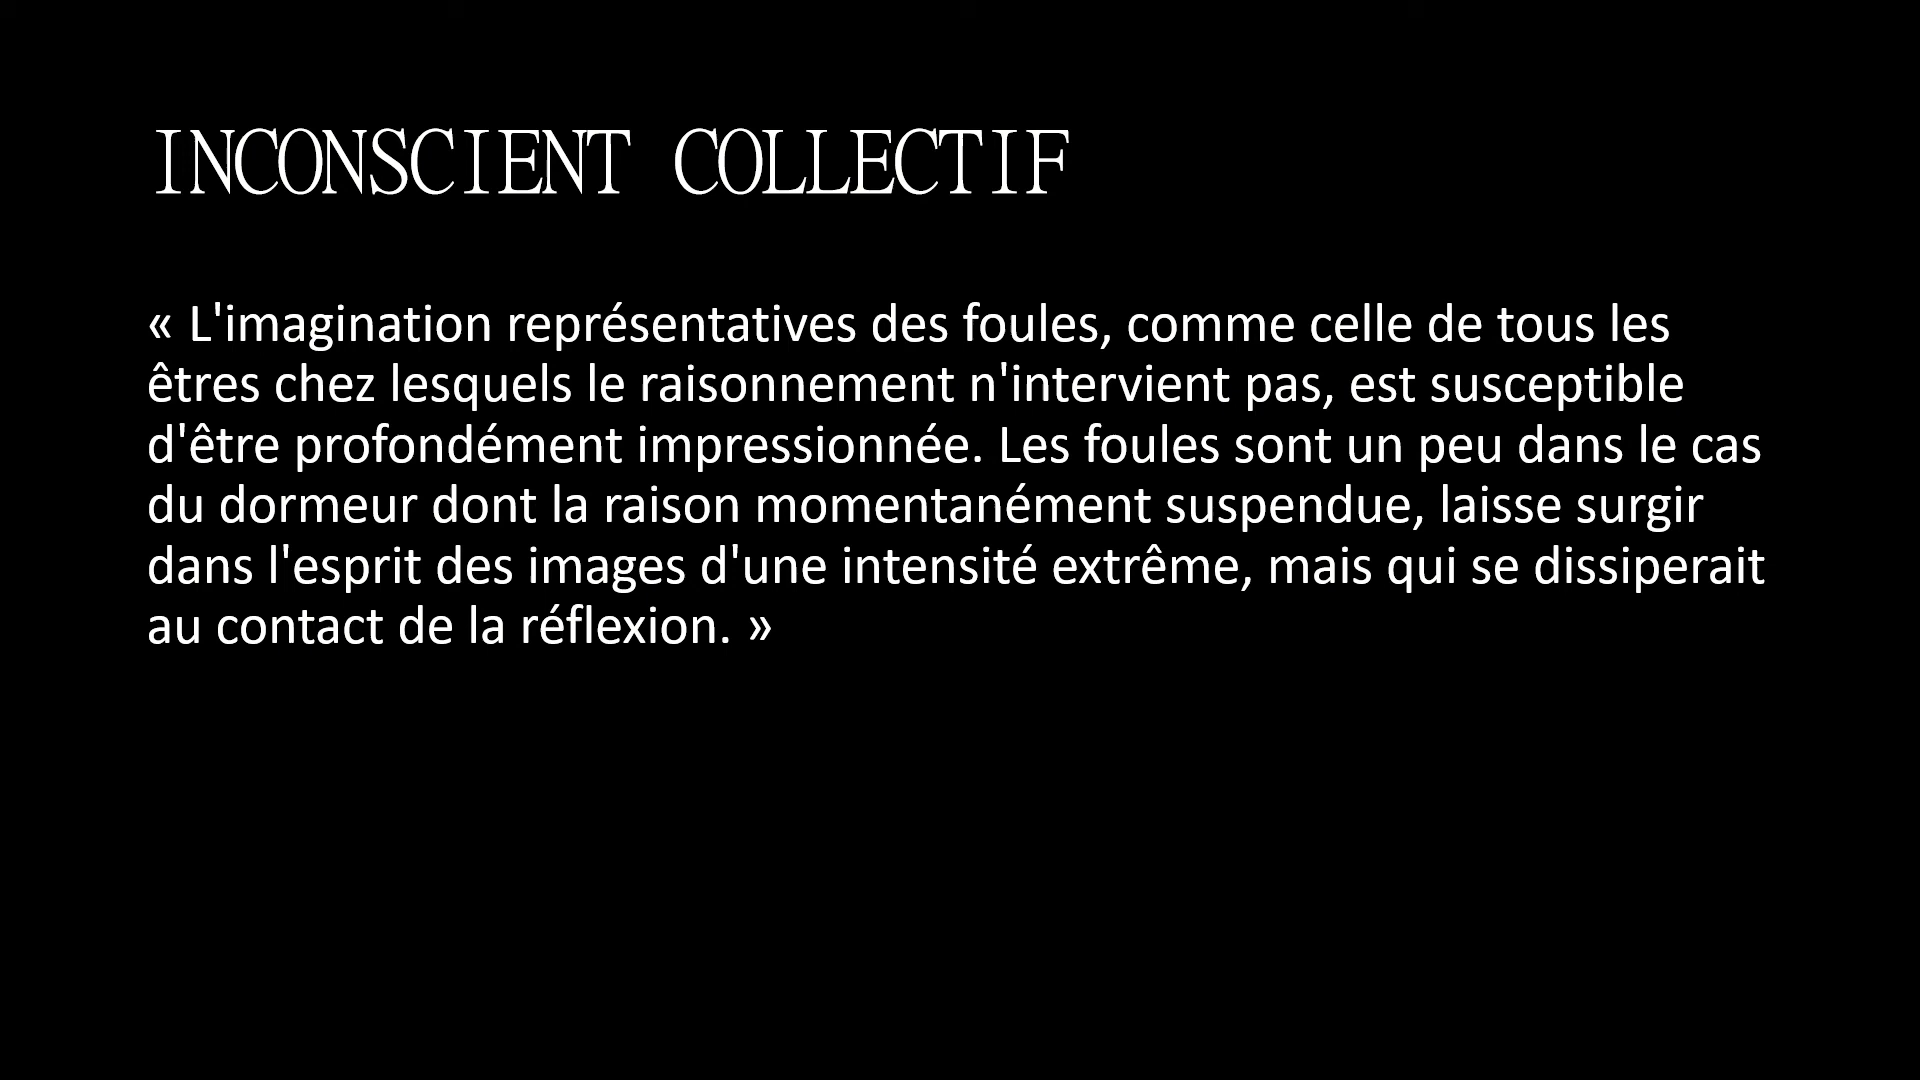 INCONSCIENT COLLECTIF
« L'imagination représentatives des foules, comme celle de tous les
êtres chez lesquels le raisonnement n'intervient pas, est susceptible
d'être profondément impressionnée. Les foules sont un peu dans le cas
du dormeur dont la raison momentanément suspendue, laisse surgir
dans l'esprit des images d'une intensité extrême, mais qui se dissiperait
au contact de la réflexion. »